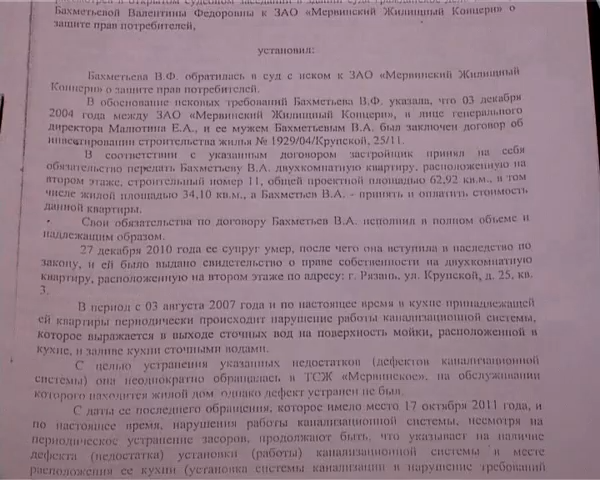 рассмотрев в открытом судебном заседании в здании суда гражданское дело
Бахметьевой Валентины Федоровны к ЗАО «Мервинский Жилищный Концерн» о
защите прав потребителей,
установил:
Бахметьева В.Ф. обратилась в суд с иском к ЗАО «Мервинский Жилищный
Концерн» о защите прав потребителей.
В обоснование исковых требований Бахметьева В.Ф. указала, что 03 декабря
2004 года между ЗАО «Мервинский Жилищный Концерн», в лице генерального
директора Малютина Е.А., и ее мужем Бахметьевым В.А. был заключен договор об
инвестировании строительства жилья № 1929/04/Крупской, 25/11.
В соответствии с указанным договором застройщик принял на себя
обязательство передать Бахметьеву В.А. двухкомнатную квартиру, расположенную на
втором этаже, строительный номер 11, общей проектной площадью 62,92 кв.м., в том
числе жилой площадью 34,10 кв.м., а Бахметьев В.А. - принять и оплатить стоимость
данной квартиры.
Свои обязательства по договору Бахметьев В.А. исполнил в полном объеме и
надлежащим образом.
27 декабря 2010 года ее супруг умер, после чего она вступила в наследство по
закону, и ей было выдано свидетельство о праве собственности на двухкомнатную
квартиру, расположенную на втором этаже по адресу: г. Рязань, ул. Крупской, д. 25, кв.
3.
В период с 03 августа 2007 года и по настоящее время в кухне принадлежащей
ей квартиры периодически происходит нарушение работы канализационной системы,
которое выражается в выходе сточных вод на поверхность мойки, расположенной в
кухне, и заливе кухни сточными водами.
С целью устранения указанных недостатков (дефектов канализационной
системы) она неоднократно обращалась в ТСЖ «Мервинское», на обслуживании
которого находится жилой дом, однако дефект устранен не был.
С даты ее последнего обращения, которое имело место 17 октября 2011 года, и
по настоящее время, нарушения работы канализационной системы, несмотря на
периодическое устранение засоров, продолжают быть, что указывает на наличие
дефекта (недостатка) установки (работы) канализационной системы в месте
расположения ее кухни (установка системы канализации в нарушение требований